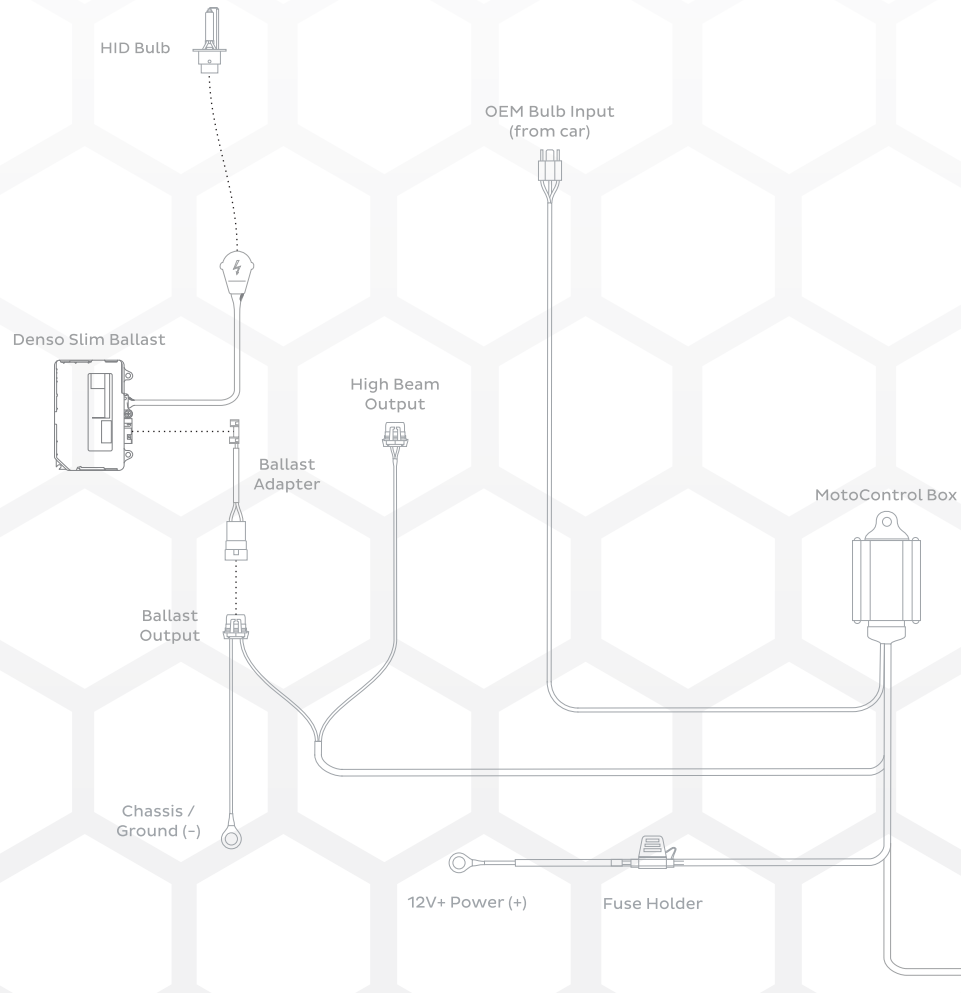 HID Bulb
OEM Bulb Input
(from car)
Denso Slim Ballast
High Beam
Output
Ballast
Adapter
MotoControl Box
Ballast
Output
Chassis /
Ground (-)
12V+ Power (+)
Fuse Holder